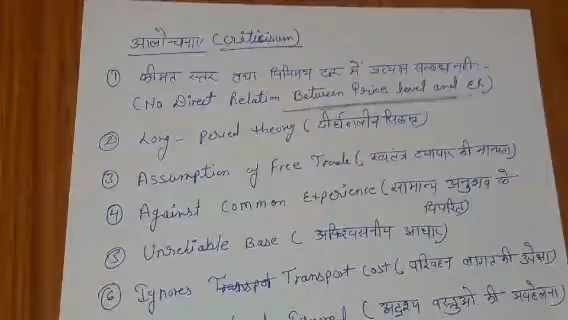 आलोचनाएं (Criticisum)
① कीमत स्तर तथा विनिमय दर में प्रत्यक्ष सम्बन्ध नहीं :-
(No Direct Relation Between Price level and ER)
② Long - Period theory (दीर्घकालीन सिद्धान्त)
③ Assumption of Free Trade (स्वतंत्र व्यापार की मान्यता)
④ Against Common Experience (सामान्य अनुभव के
विपरित)
⑤ Unreliable Base (अविश्वसनीय आधार)
⑥ Ignores Transport Cost (परिवहन लागत की उपेक्षा)
(अदृश्य वस्तुओं की अवहेलना)